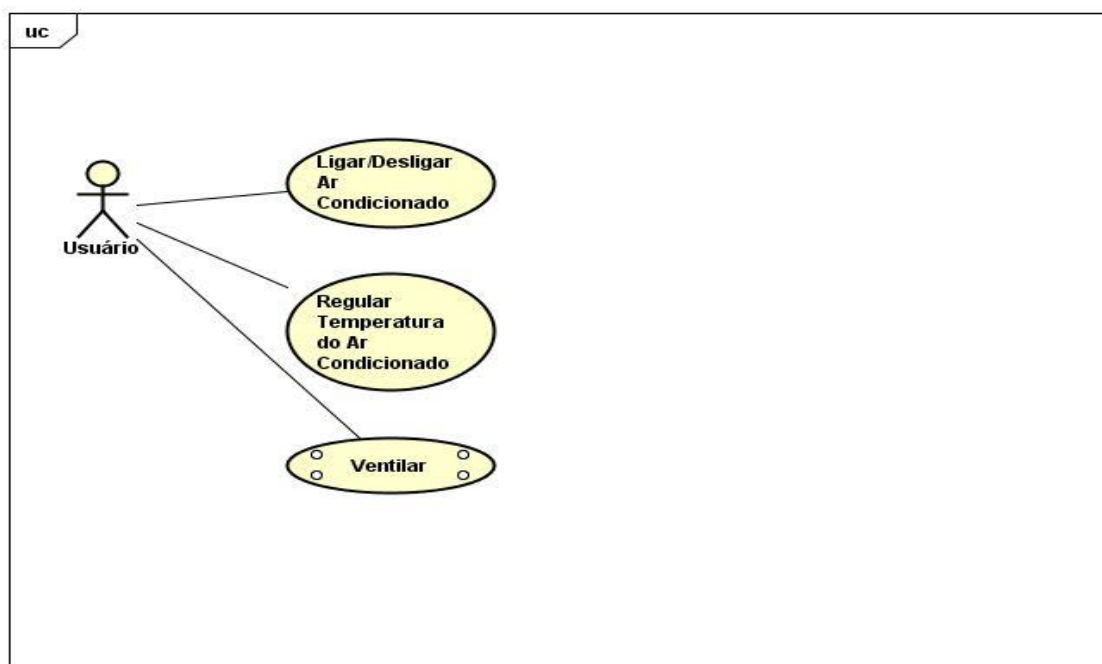 uc
Usuário
Ligar/Desligar
Ar
Condicionado
Regular
Temperatura
do Ar
Condicionado
Ventilar